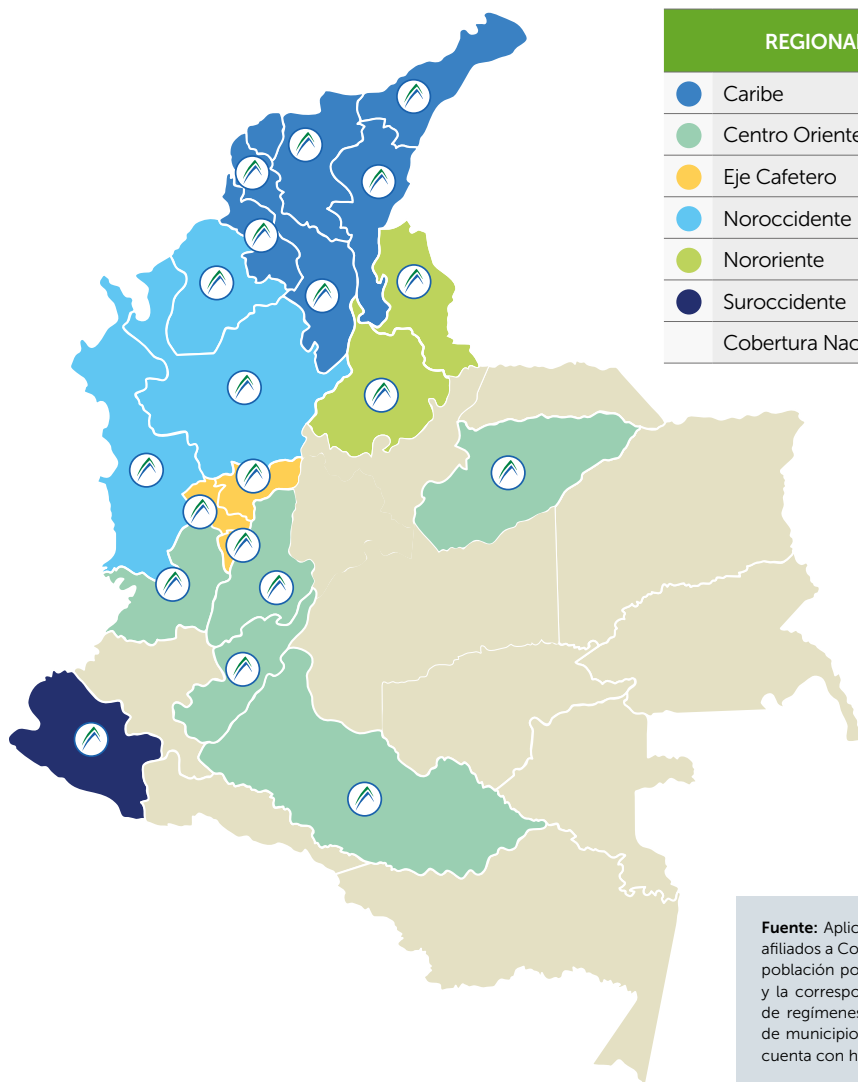 REGIONAL
Caribe
Centro Oriente
Eje Cafetero
Noroccidente
Nororiente
Suroccidente
Cobertura Nac
Fuente: Aplic
afiliados a Co
población po
y la correspo
de regímenes
de municipio
cuenta con h